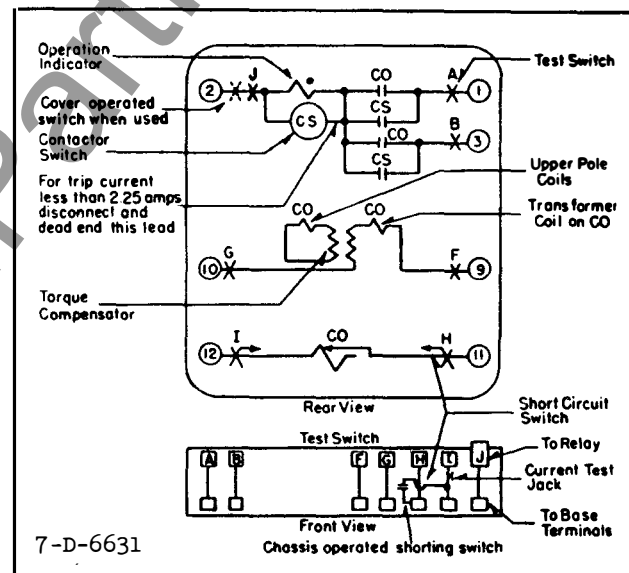 Operation
Indicator
Cover operated
switch when used
Contactor
Switch
For trip current
less than 2.25 amps
disconnect and
dead end this lead
Torque
Compensator
2
J
CO
A
1
Test Switch
CS
CS
CO
B
3
CS
Upper Pole
Coils
Transformer
Coil on CO
CO
CO
10
G
F
9
12
I
CO
H
11
Rear View
Short Circuit
Switch
Test Switch
A
B
F
G
H
I
J
To Relay
Current Test
Jack
To Base
Terminals
Front View
7-D-6631
Chassis operated shorting switch